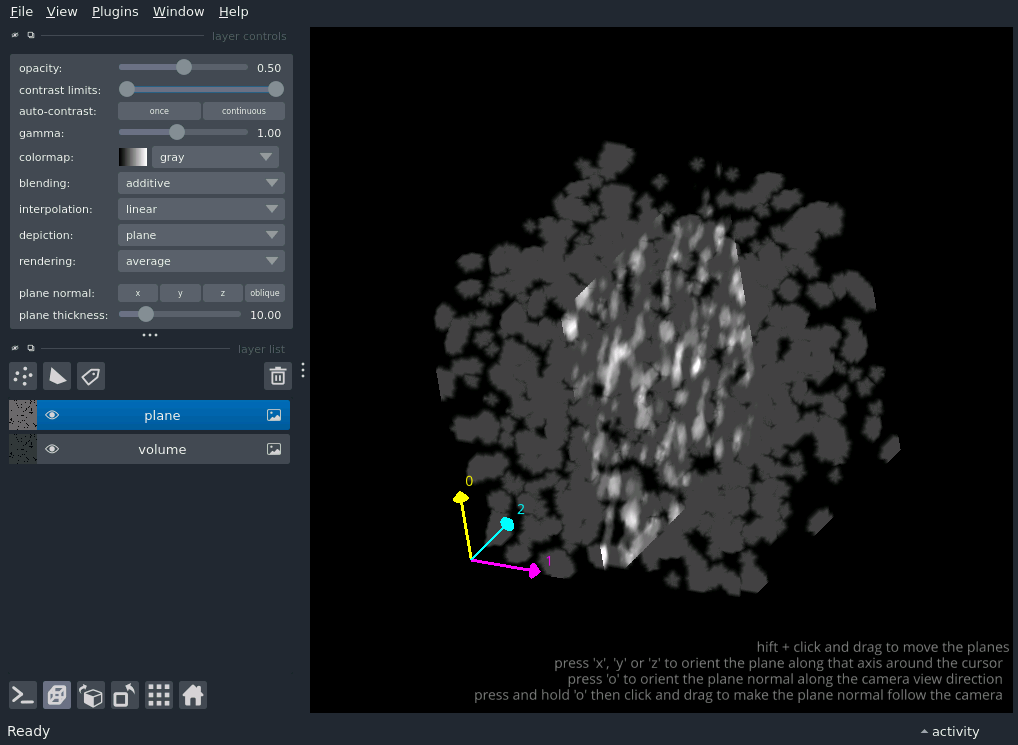 File View Plugins Window Help
layer controls
opacity: 0.50
contrast limits:
auto-contrast: once continuous
gamma: 1.00
colormap: gray
blending: additive
interpolation: linear
depiction: plane
rendering: average
plane normal: x y z oblique
plane thickness: 10.00
layer list
plane
volume
0
2
1
hift + click and drag to move the planes
press 'x', 'y' or 'z' to orient the plane along that axis around the cursor
press 'o' to orient the plane normal along the camera view direction
press and hold 'o' then click and drag to make the plane normal follow the camera
Ready activity